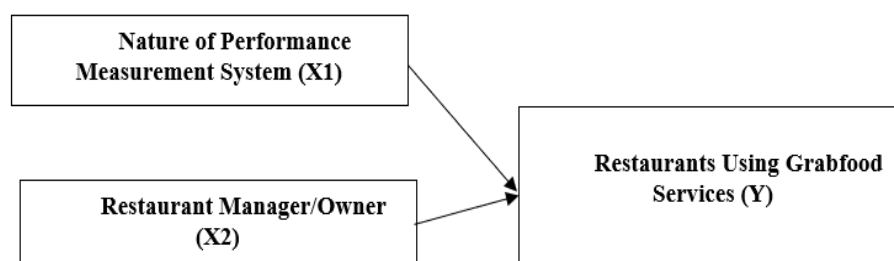 Nature of Performance
Measurement System (X1)
Restaurants Using Grabfood
Services (Y)
Restaurant Manager/Owner
(X2)